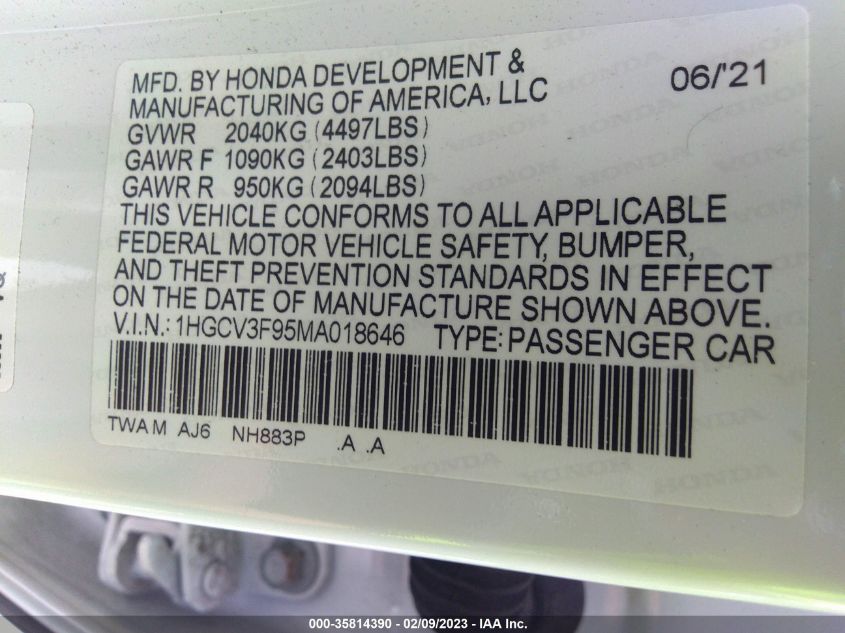 MFD. BY HONDA DEVELOPMENT &
MANUFACTURING OF AMERICA, LLC 06/'21
GVWR 2040KG (4497LBS)
GAWR F 1090KG (2403LBS)
GAWR R 950KG (2094LBS)
THIS VEHICLE CONFORMS TO ALL APPLICABLE
FEDERAL MOTOR VEHICLE SAFETY, BUMPER,
AND THEFT PREVENTION STANDARDS IN EFFECT
ON THE DATE OF MANUFACTURE SHOWN ABOVE.
V.I.N.: 1HGCV3F95MA018646 TYPE: PASSENGER CAR
TWA M AJ6 NH883P .A .A
HONDA HONDA
000-35814390 - 02/09/2023 - IAA Inc.